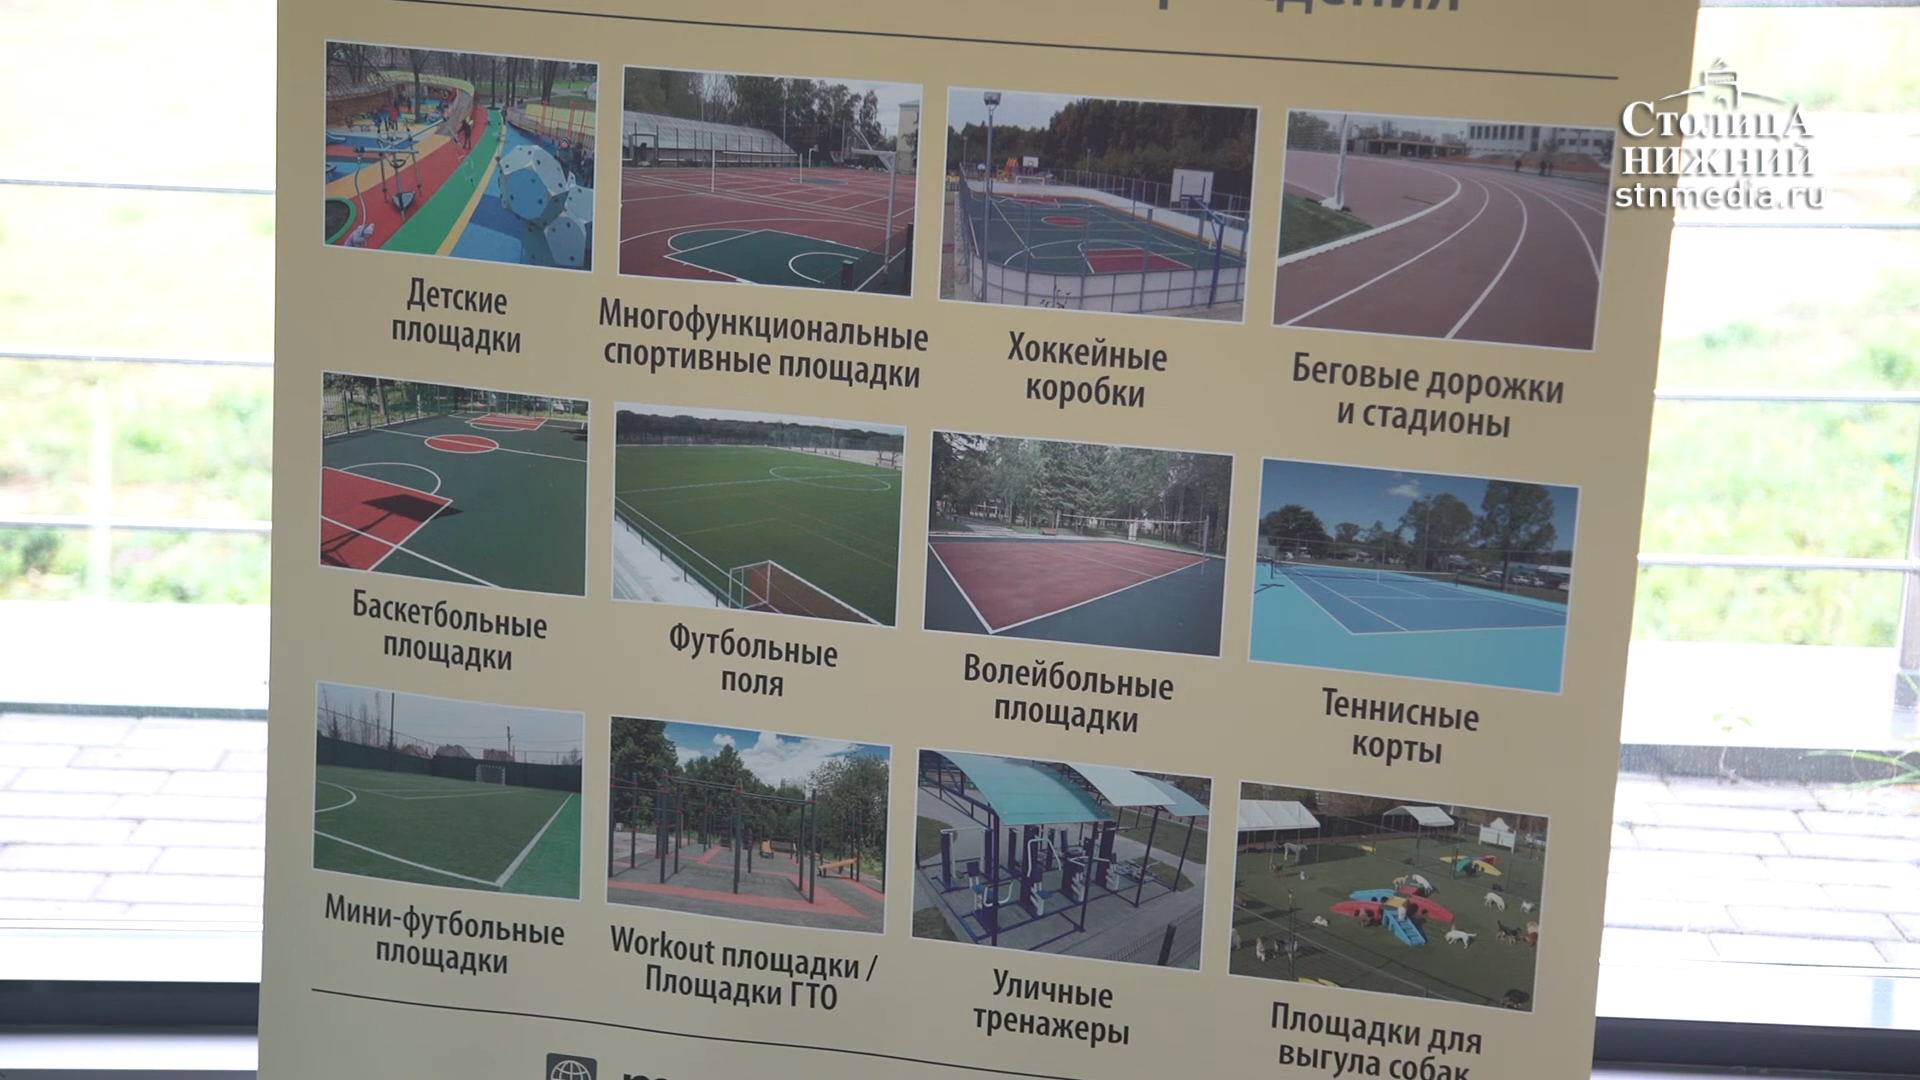 СтолицА
нижний
stnmedia.ru
Детские
площадки
Многофункциональные
спортивные площадки
Хоккейные
коробки
Беговые дорожки
и стадионы
Баскетбольные
площадки
Футбольные
поля
Волейбольные
площадки
Теннисные
корты
Мини-футбольные
площадки
Workout площадки /
Площадки ГТО
Уличные
тренажеры
Площадки для
выгула собак